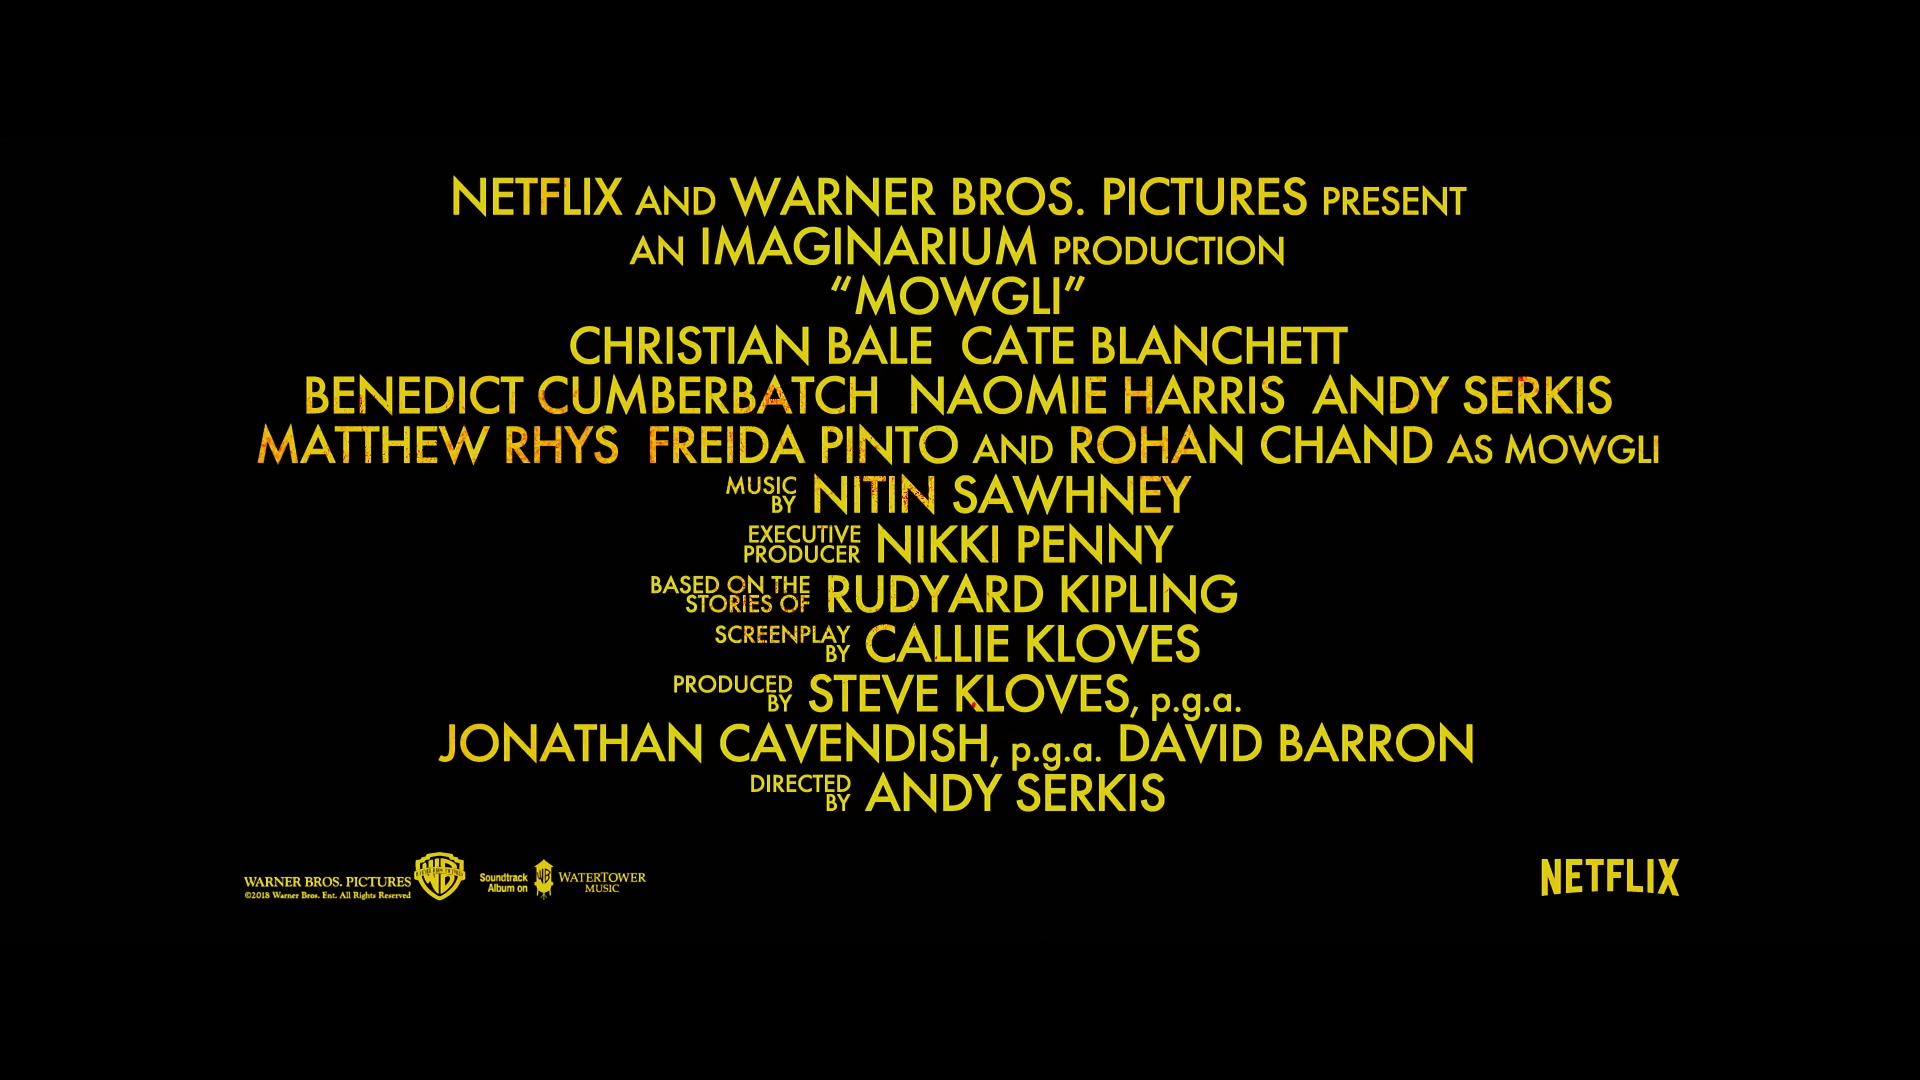 NETFLIX AND WARNER BROS. PICTURES PRESENT
AN IMAGINARIUM PRODUCTION
“MOWGLI”
CHRISTIAN BALE CATE BLANCHETT
BENEDICT CUMBERBATCH NAOMIE HARRIS ANDY SERKIS
MATTHEW RHYS FREIDA PINTO AND ROHAN CHAND AS MOWGLI
MUSIC BY NITIN SAWHNEY
EXECUTIVE PRODUCER NIKKI PENNY
BASED ON THE STORIES OF RUDYARD KIPLING
SCREENPLAY BY CALLIE KLOVES
PRODUCED BY STEVE KLOVES, p.g.a.
JONATHAN CAVENDISH, p.g.a. DAVID BARRON
DIRECTED BY ANDY SERKIS
WARNER BROS. PICTURES
©2018 Warner Bros. Ent. All Rights Reserved
WB
Soundtrack
Album on
WATERTOWER
MUSIC
NETFLIX